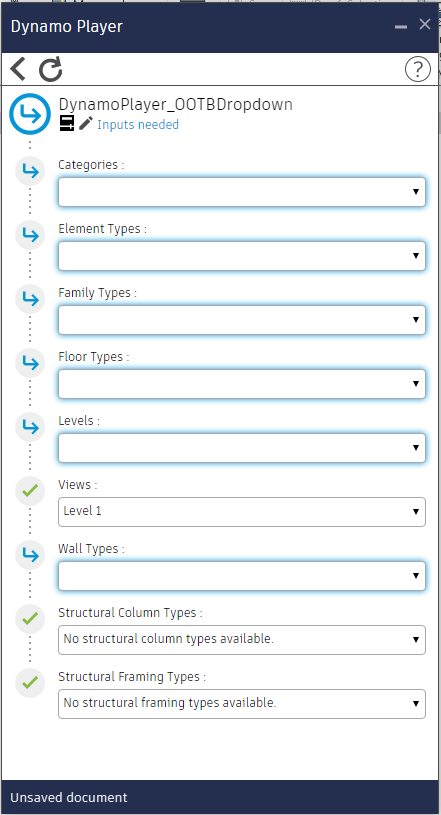 Dynamo Player
?
DynamoPlayer_OOTBDropdown
Inputs needed
Categories :
Element Types :
Family Types :
Floor Types :
Levels :
Views :
Level 1
Wall Types :
Structural Column Types :
No structural column types available.
Structural Framing Types :
No structural framing types available.
Unsaved document